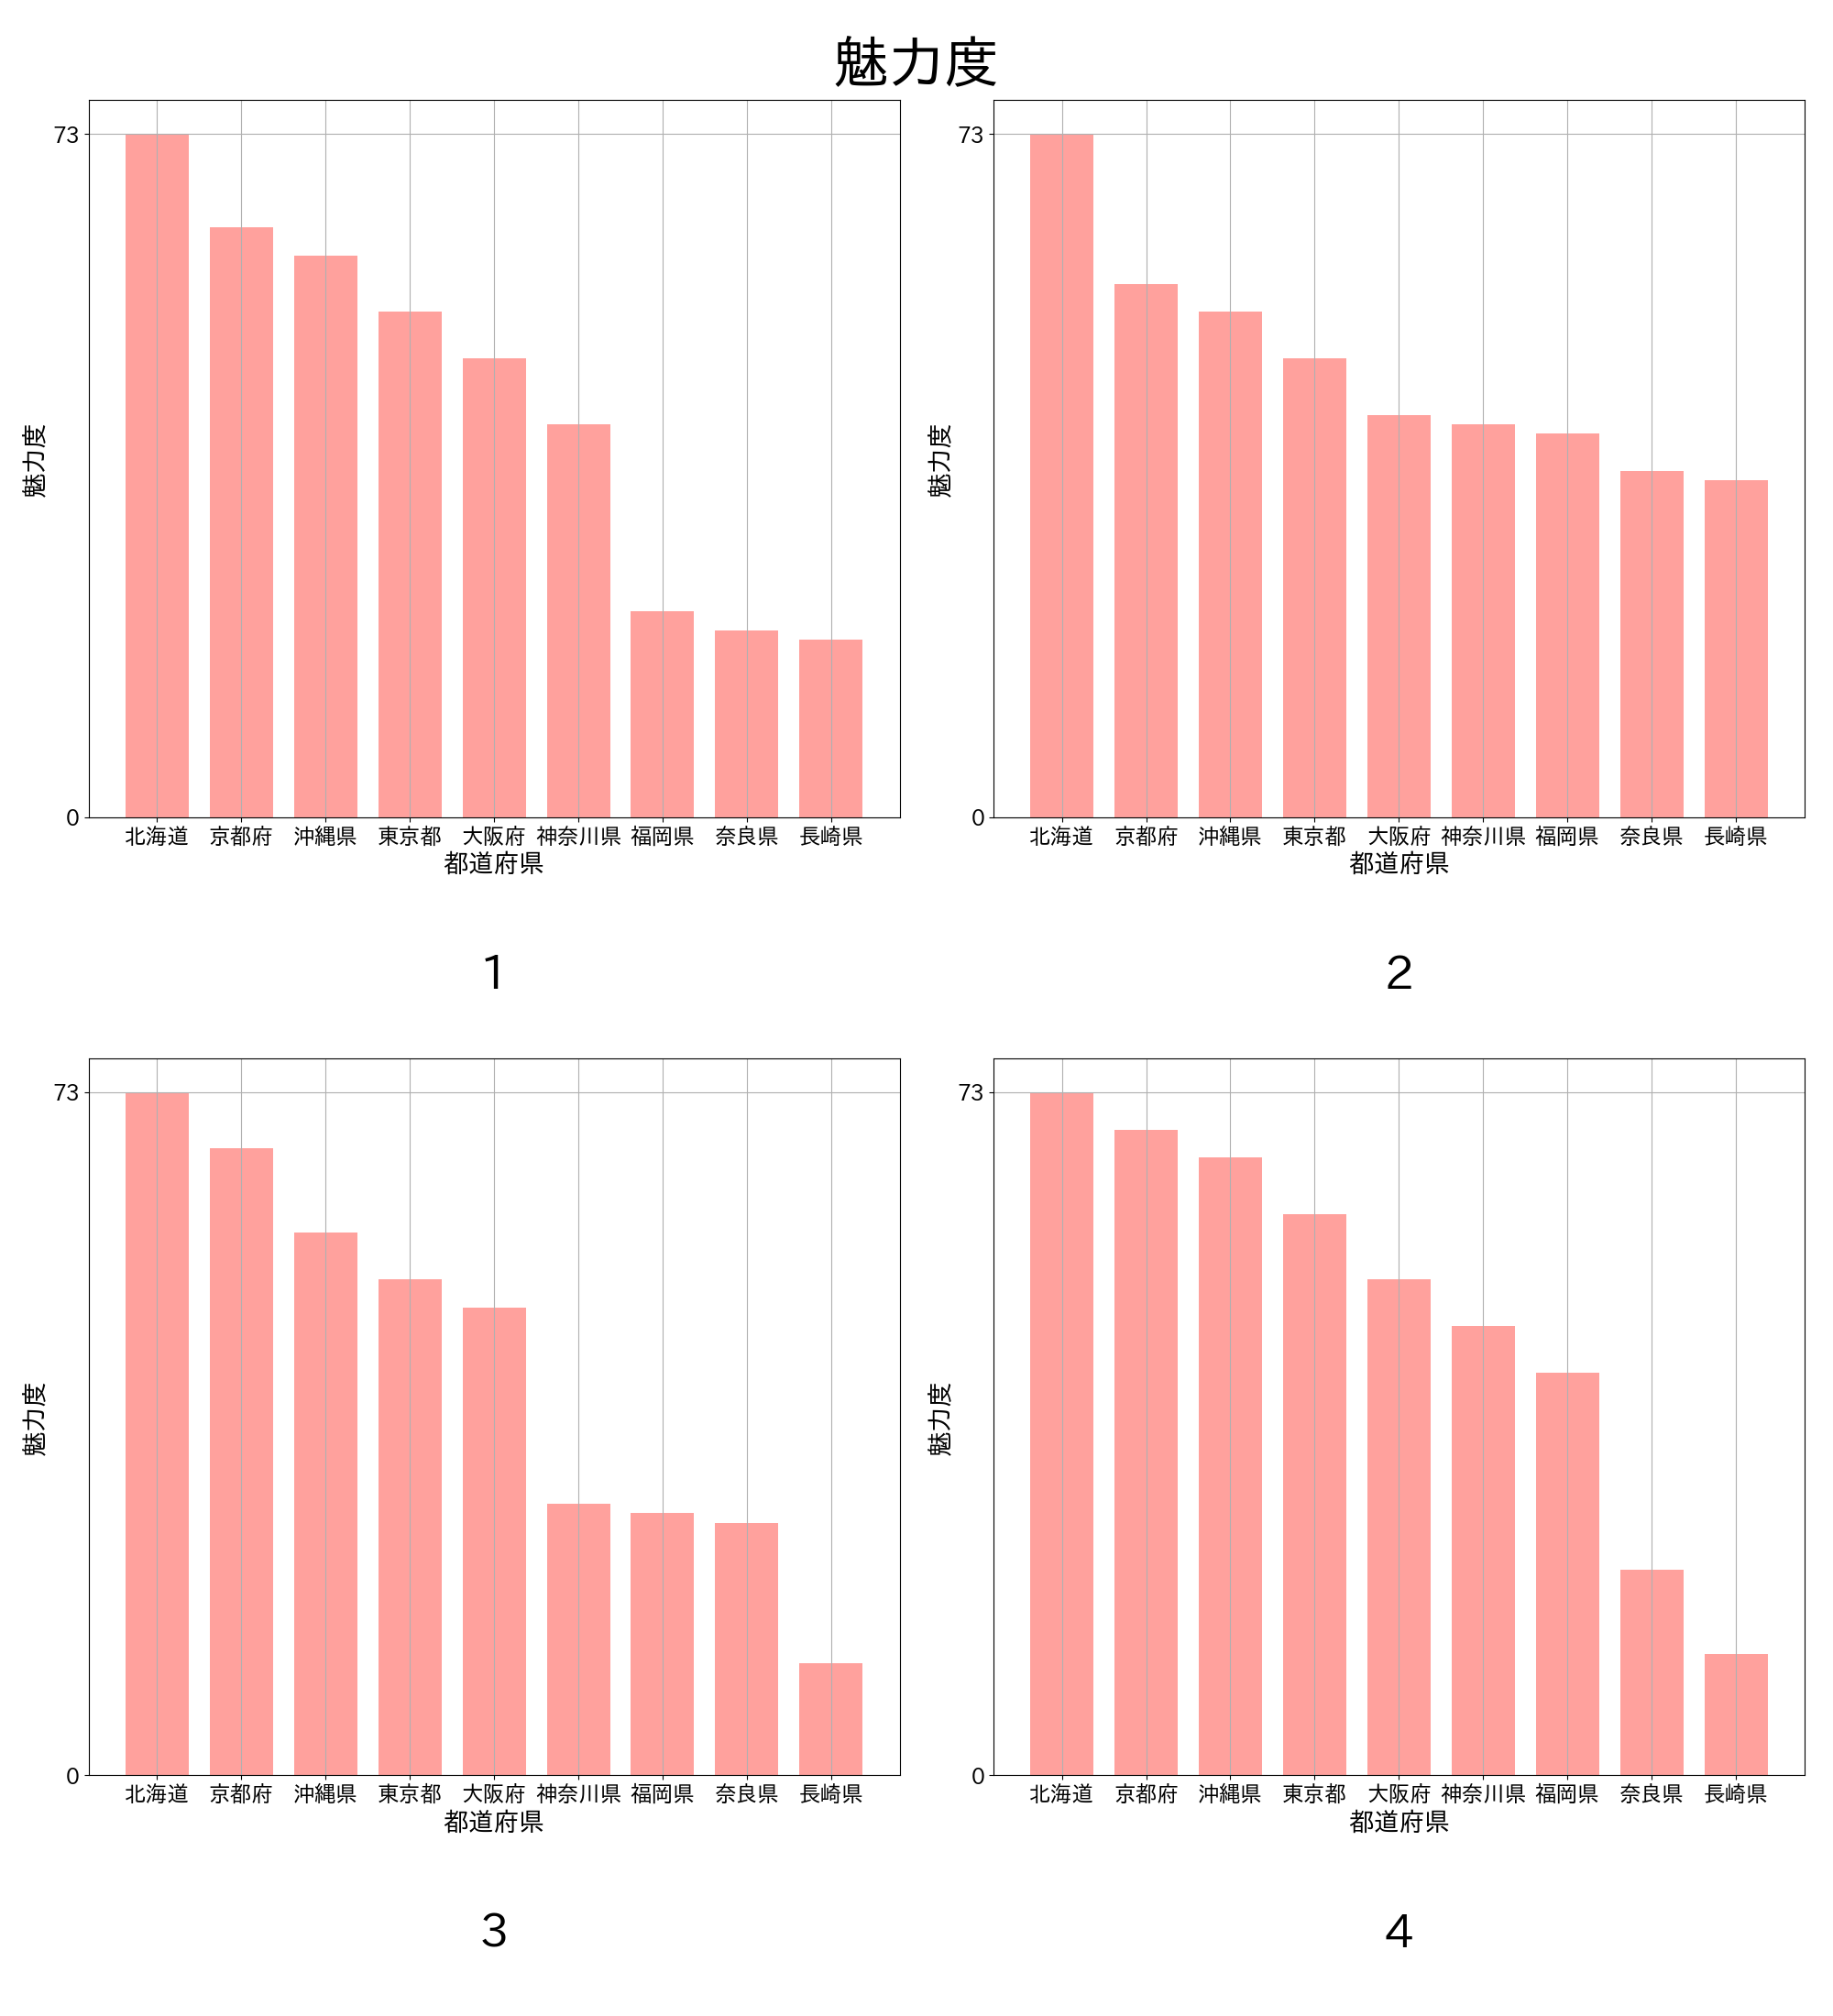 魅力度
73
0
魅力度
北海道 京都府 沖縄県 東京都 大阪府 神奈川県 福岡県 奈良県 長崎県
都道府県
1
73
0
魅力度
北海道 京都府 沖縄県 東京都 大阪府 神奈川県 福岡県 奈良県 長崎県
都道府県
2
73
0
魅力度
北海道 京都府 沖縄県 東京都 大阪府 神奈川県 福岡県 奈良県 長崎県
都道府県
3
73
0
魅力度
北海道 京都府 沖縄県 東京都 大阪府 神奈川県 福岡県 奈良県 長崎県
都道府県
4